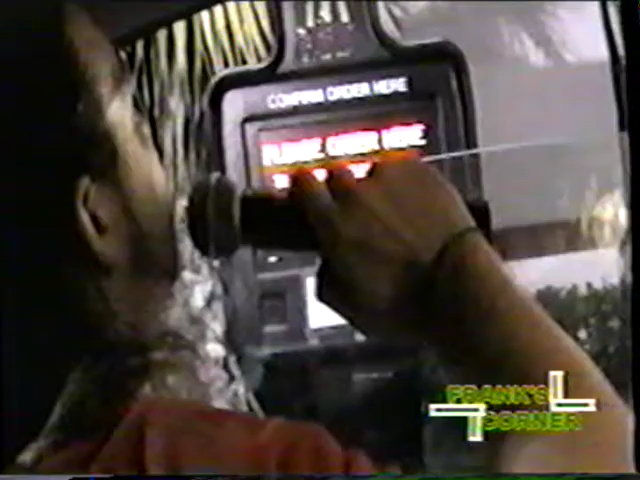 CONFIRM ORDER HERE
PLEASE ORDER HERE
FRANK'S
CORNER